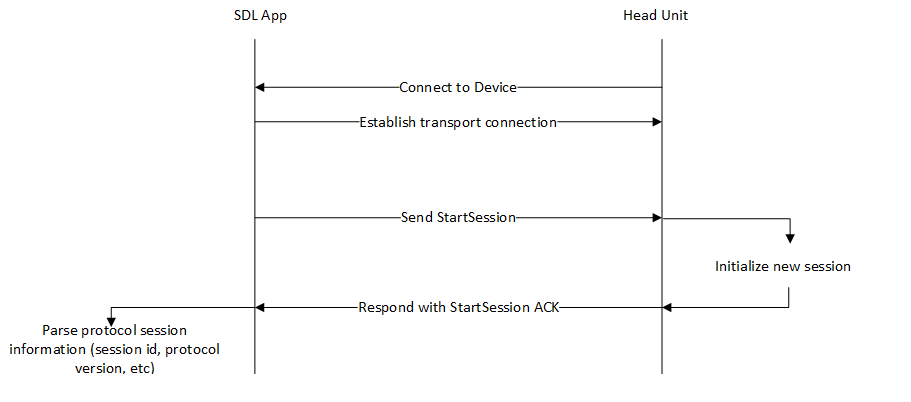 SDL App
Head Unit
Connect to Device
Establish transport connection
Send StartSession
Initialize new session
Respond with StartSession ACK
Parse protocol session
information (session id, protocol
version, etc)